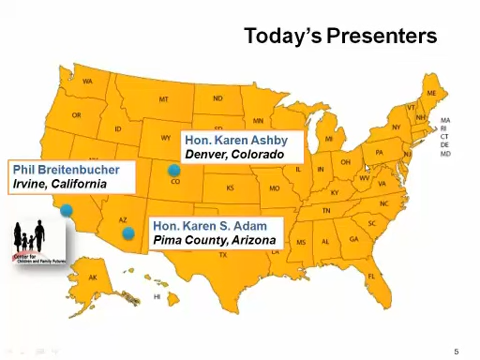 Today's Presenters
Hon. Karen Ashby
Denver, Colorado
Phil Breitenbucher
Irvine, California
Hon. Karen S. Adam
Pima County, Arizona
Center for
Children and Family Futures
WA
MT
ND
MN
ME
VT
NH
OR
ID
WY
MI
NY
MA
RI
CT
DE
MD
PA
NJ
OH
IL
IN
WV
VA
CO
KS
MO
KY
NC
TN
AZ
SC
MS
AL
GA
TX
LA
FL
AK
HI
5